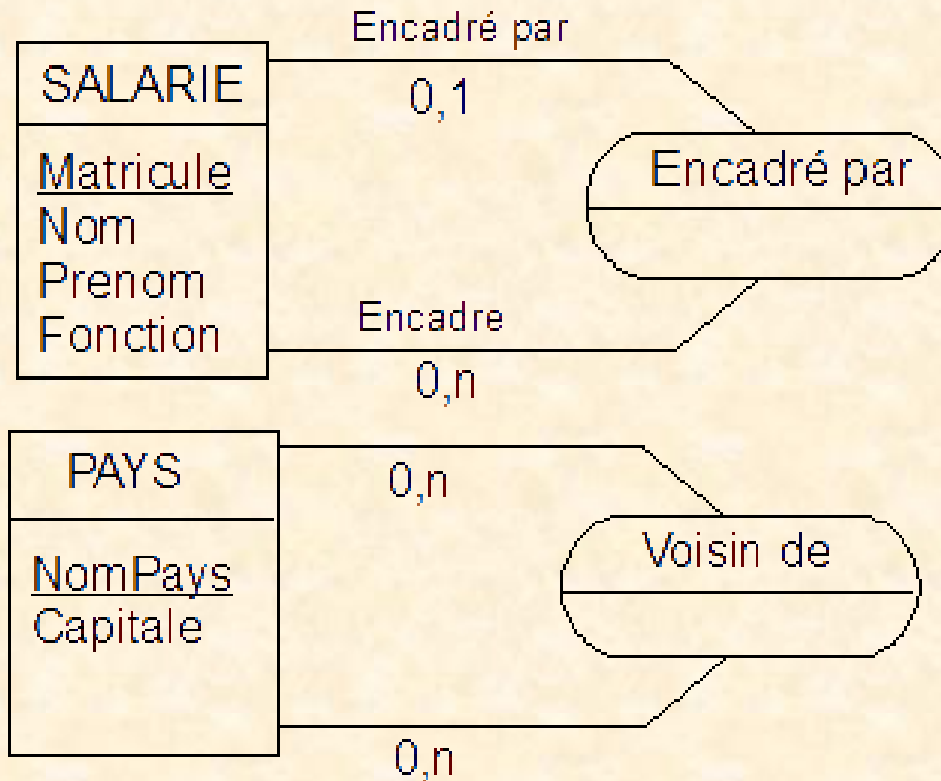 Encadré par
SALARIE
0,1
Matricule
Encadré par
Nom
Prenom
Encadre
Fonction
0,n
PAYS
0,n
Voisin de
NomPays
Capitale
0,n